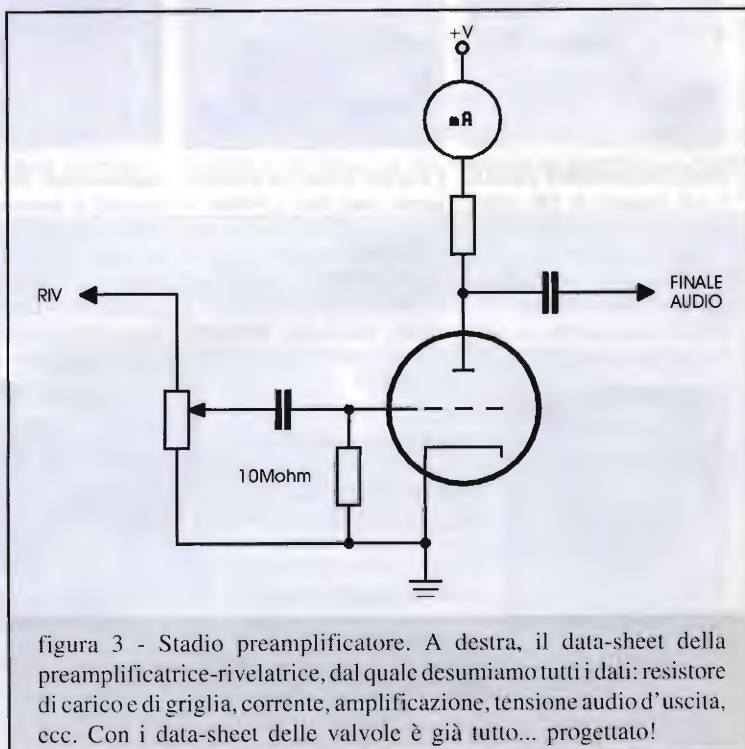 +V
mA
RIV
FINALE
AUDIO
10Mohm
figura 3 - Stadio preamplificatore. A destra, il data-sheet della
preamplificatrice-rivelatrice, dal quale desumiamo tutti i dati: resistore
di carico e di griglia, corrente, amplificazione, tensione audio d'uscita,
ecc. Con i data-sheet delle valvole è già tutto... progettato!